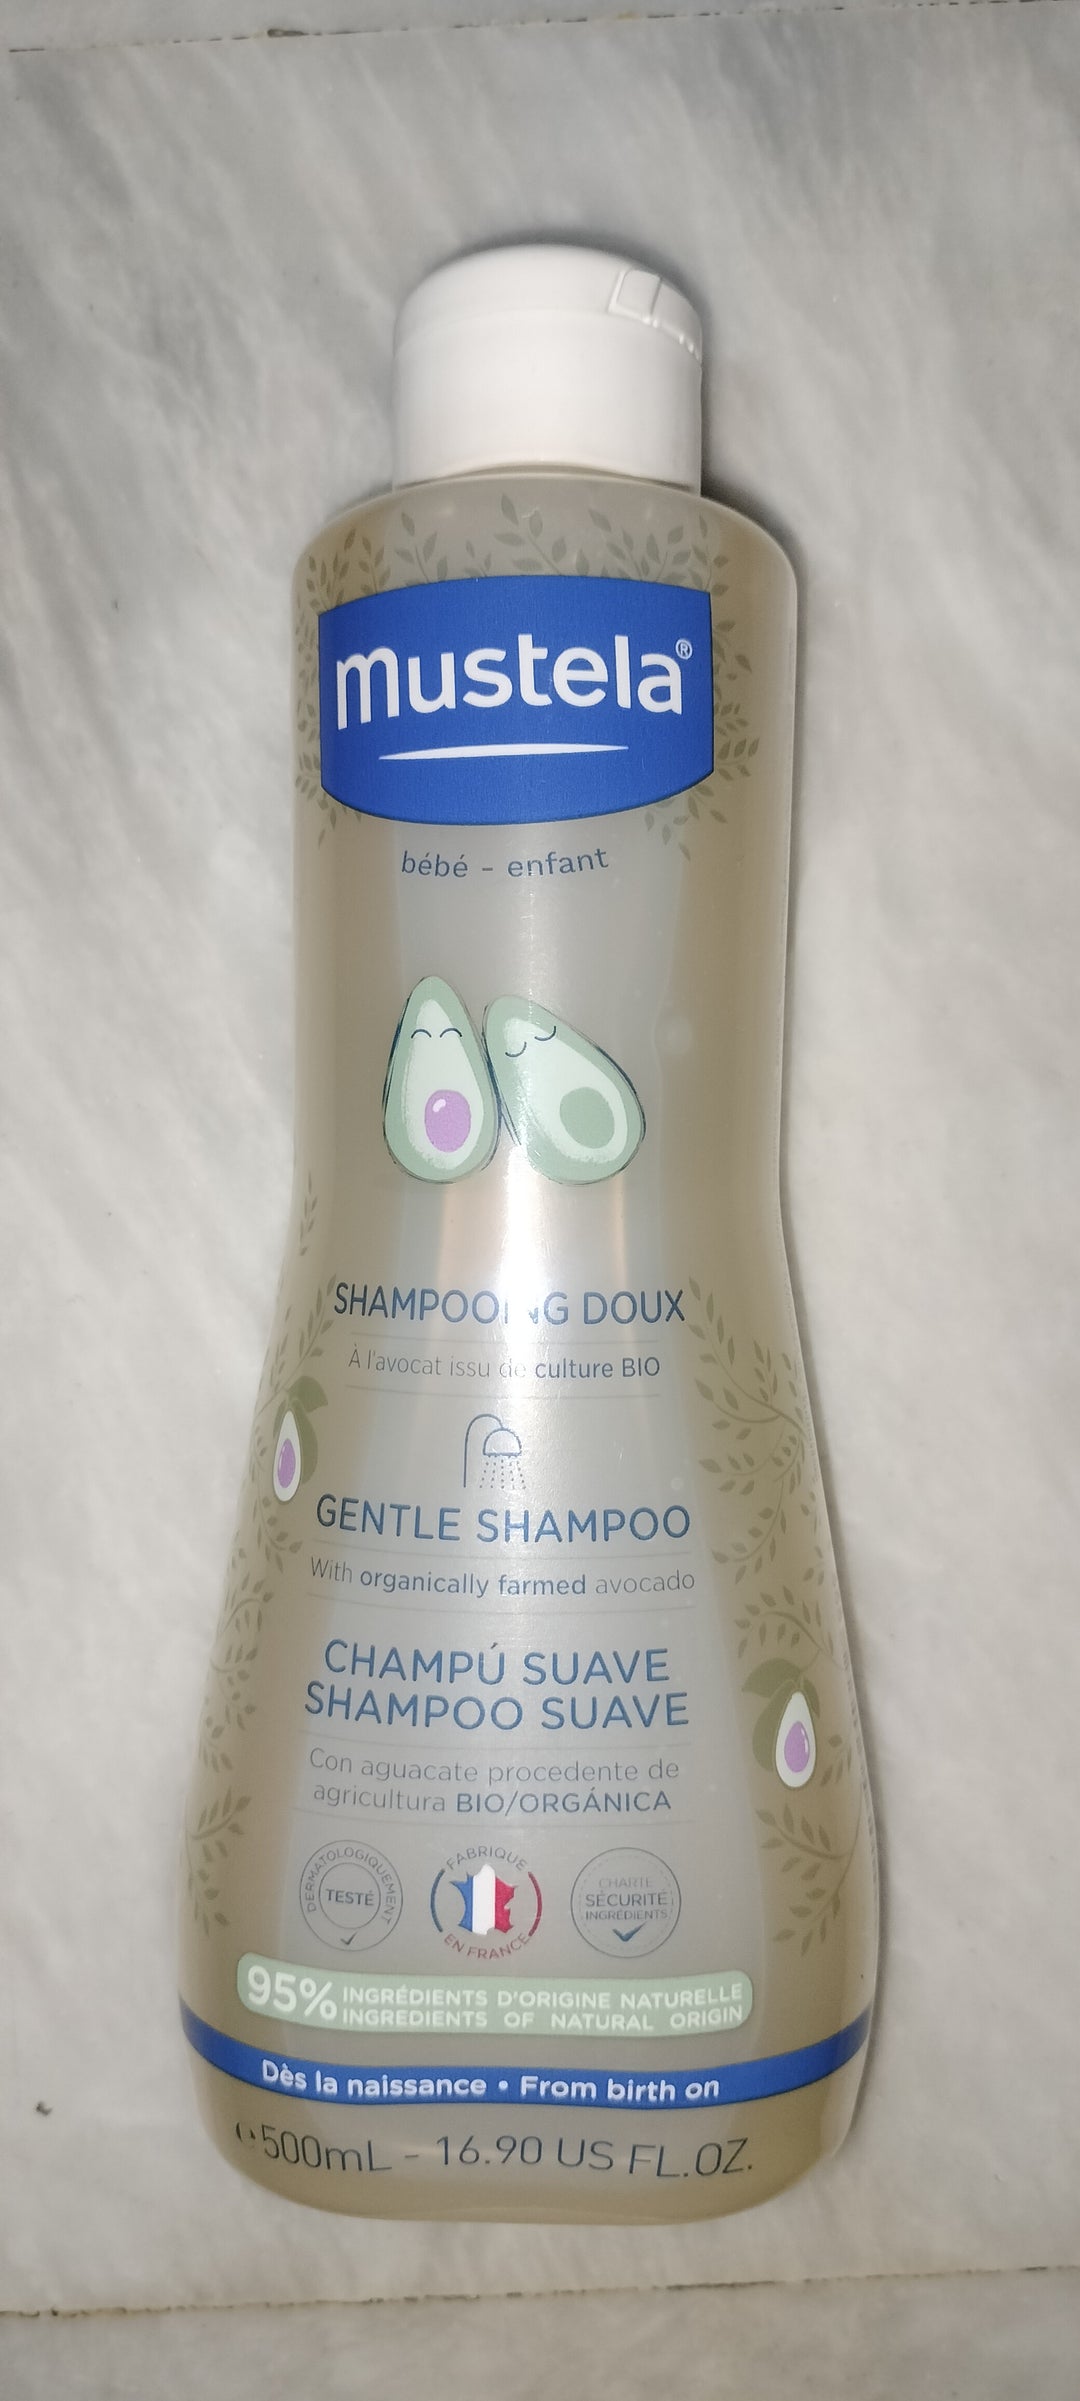 mustela®
bébé - enfant
SHAMPOOING DOUX
À l'avocat issu de culture BIO
GENTLE SHAMPOO
With organically farmed avocado
CHAMPÚ SUAVE
SHAMPOO SUAVE
Con aguacate procedente de
agricultura BIO/ORGÁNICA
DERMATOLOGIQUEMENT
TESTÉ
FABRIQUÉ
EN FRANCE
CHARTE
SÉCURITÉ
INGRÉDIENTS
95% INGRÉDIENTS D'ORIGINE NATURELLE
INGREDIENTS OF NATURAL ORIGIN
Dès la naissance • From birth on
500mL - 16.90 US FL.OZ.